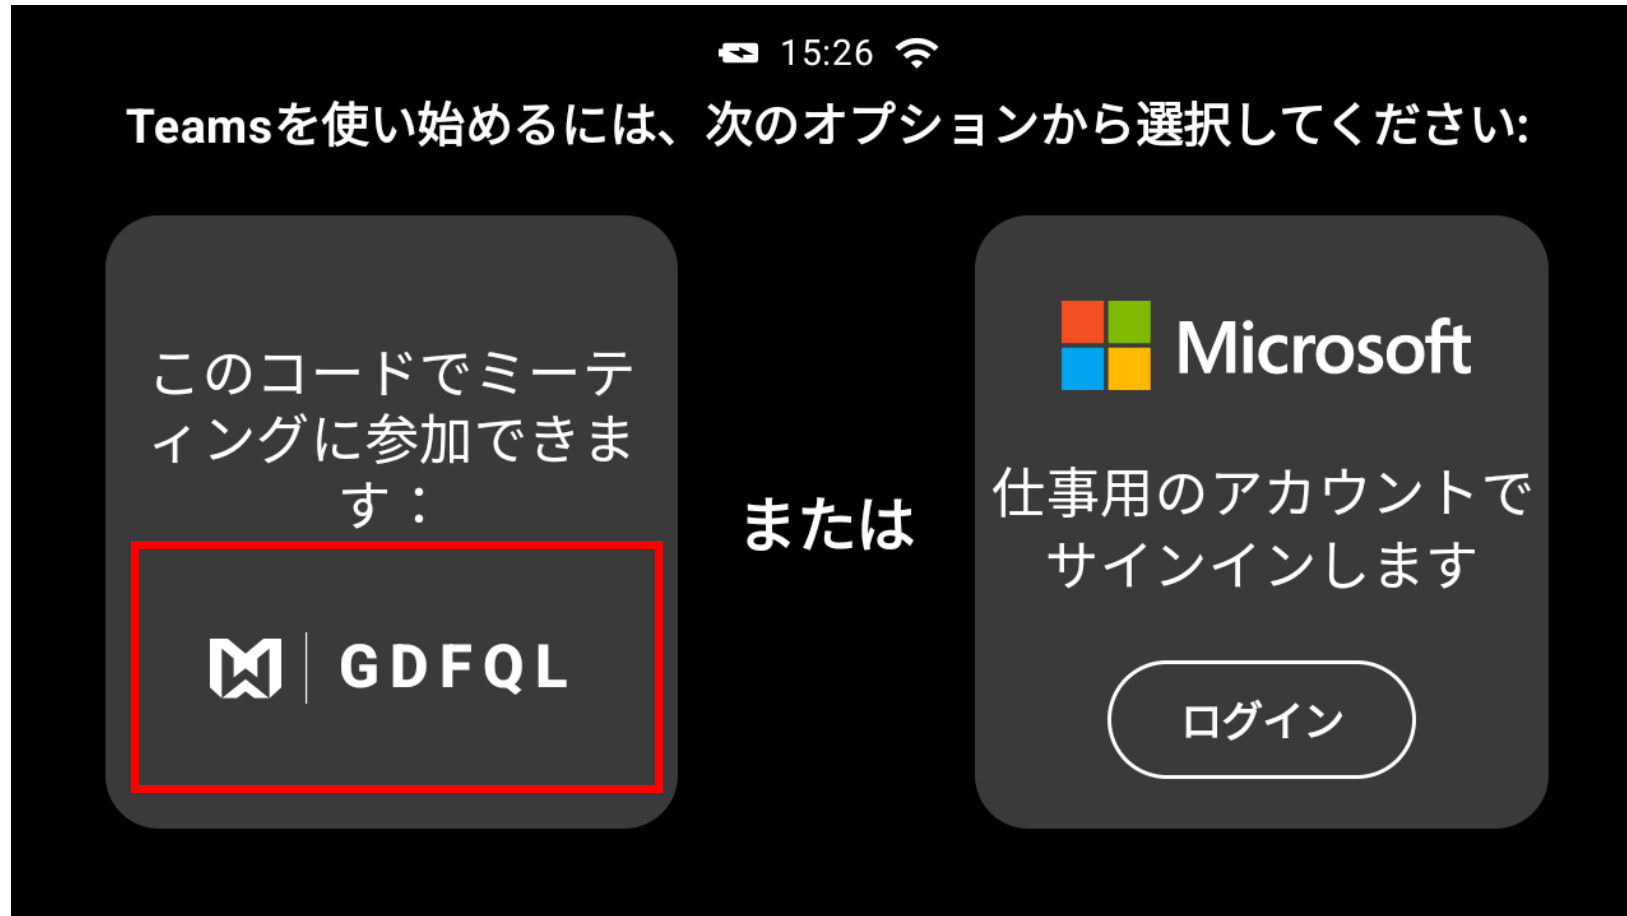 15:26
Teamsを使い始めるには、次のオプションから選択してください:
このコードでミーテ
ィングに参加できま
す：
GDFQL
または
Microsoft
仕事用のアカウントで
サインインします
ログイン